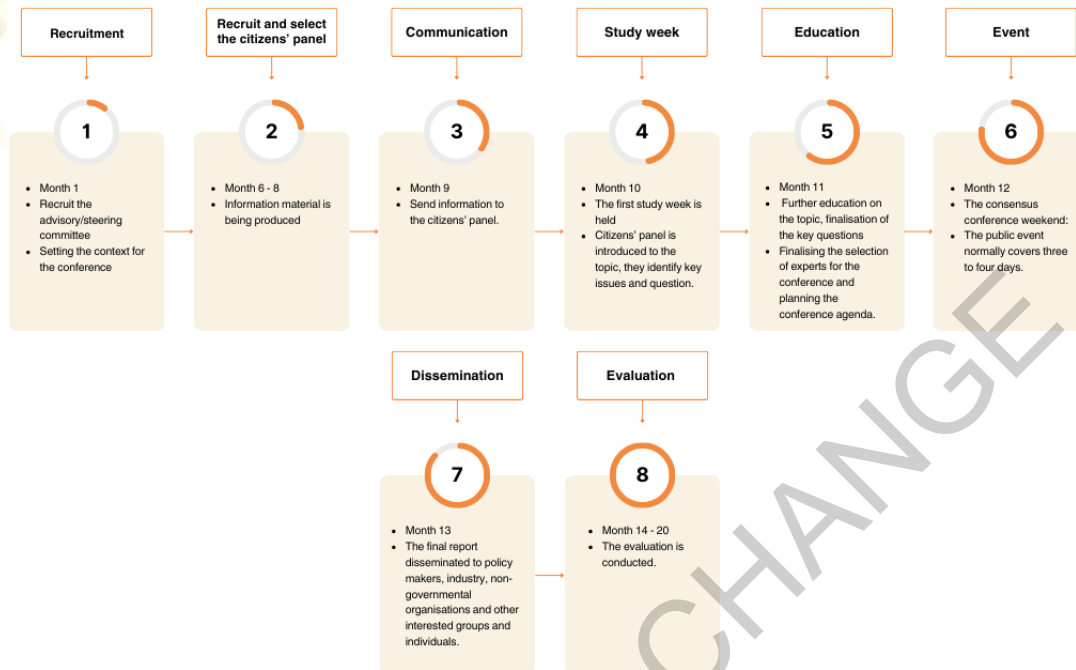 Recruitment
1
• Month 1
• Recruit the
advisory/steering
committee
• Setting the context for
the conference
Recruit and select
the citizens' panel
2
• Month 6 - 8
• Information material is
being produced
Communication
3
• Month 9
• Send information to
the citizens' panel.
Study week
4
• Month 10
• The first study week is
held
• Citizens' panel is
introduced to the
topic, they identify key
issues and question.
Education
5
• Month 11
• Further education on
the topic, finalisation of
the key questions
• Finalising the selection
of experts for the
conference and
planning the
conference agenda.
Event
6
• Month 12
• The consensus
conference weekend:
• The public event
normally covers three
to four days.
Dissemination
7
• Month 13
• The final report
disseminated to policy
makers, industry, non-
governmental
organisations and other
interested groups and
individuals.
Evaluation
8
• Month 14 - 20
• The evaluation is
conducted.
CHANGE